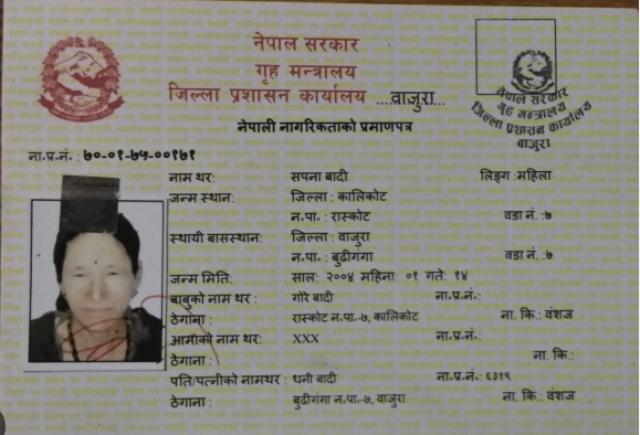 नेपाल सरकार
गृह मन्त्रालय
जिल्ला प्रशासन कार्यालय ....वाजुरा...
नेपाल सरकार
गृह मन्त्रालय
जिल्ला प्रशासन कार्यालय
बाजुरा
नेपाली नागरिकताको प्रमाणपत्र
ना.प्र.नं. : ७०-०१-७५-००१७१
नाम थर: सपना बादी लिङ्ग :महिला
जन्म स्थान: जिल्ला : कालिकोट
न.पा. : रास्कोट वडा नं. :७
स्थायी बासस्थान: जिल्ला : वाजुरा
न.पा. : बुढीगंगा वडा नं. :७
जन्म मिति: साल: २००४ महिना: ०१ गते: १४
बाबुको नाम थर : गोरे बादी ना.प्र.नं.:
ठेगाना : रास्कोट न.पा.-७, कालिकोट ना. कि.: वंशज
आमाको नाम थर: XXX ना.प्र.नं.:
ठेगाना : ना. कि.:
पति/पत्नीको नामथर : धनी बादी ना.प्र.नं.: ६३१९
ठेगाना : बुढीगंगा न.पा.-७, वाजुरा ना. कि.: वंशज